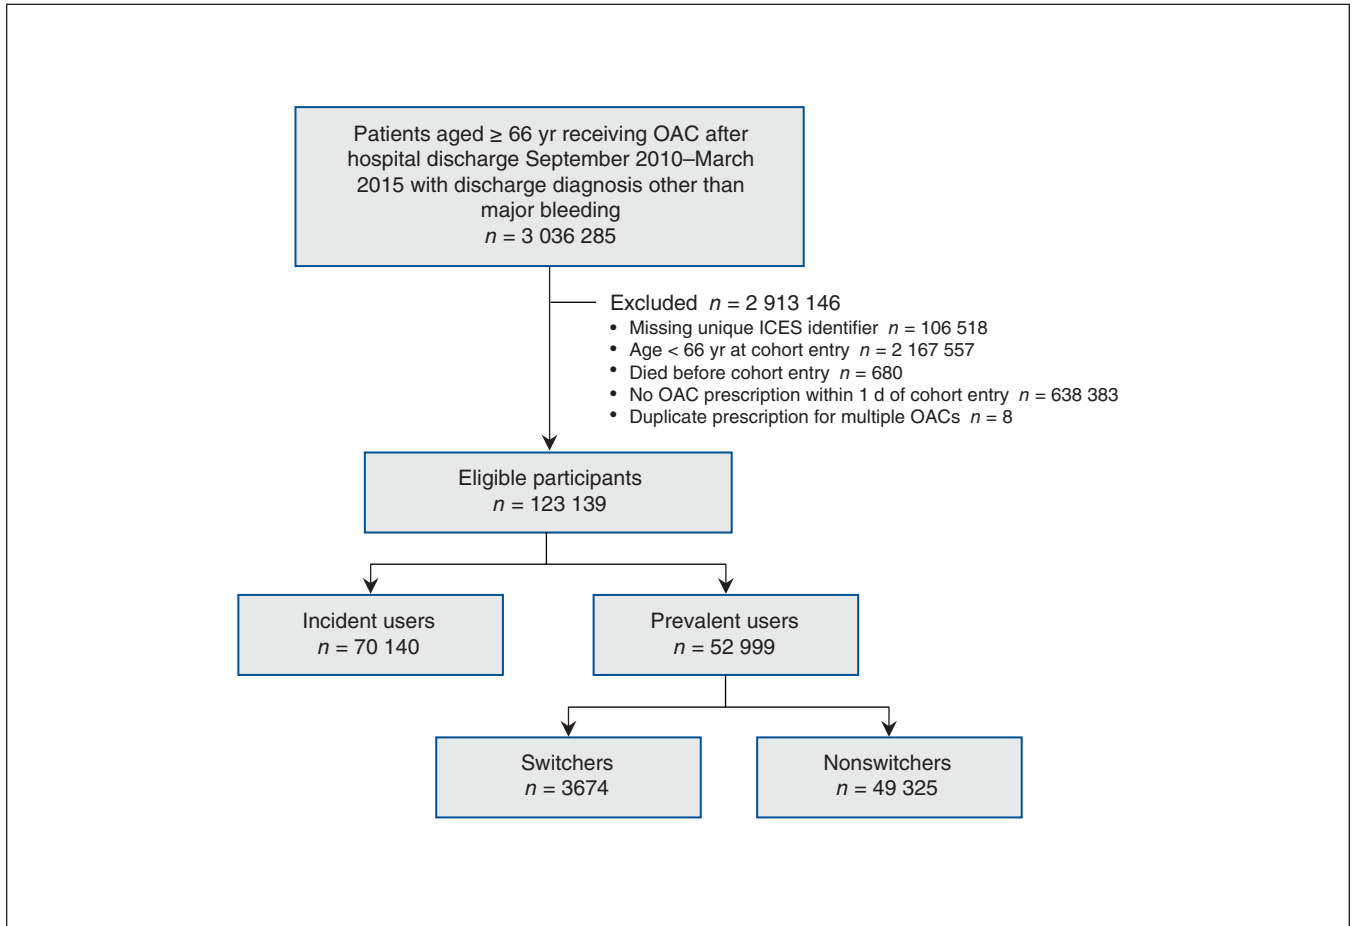 Patients aged ≥ 66 yr receiving OAC after
hospital discharge September 2010–March
2015 with discharge diagnosis other than
major bleeding
n = 3 036 285
Excluded n = 2 913 146
• Missing unique ICES identifier n = 106 518
• Age < 66 yr at cohort entry n = 2 167 557
• Died before cohort entry n = 680
• No OAC prescription within 1 d of cohort entry n = 638 383
• Duplicate prescription for multiple OACs n = 8
Eligible participants
n = 123 139
Incident users
n = 70 140
Prevalent users
n = 52 999
Switchers
n = 3674
Nonswitchers
n = 49 325